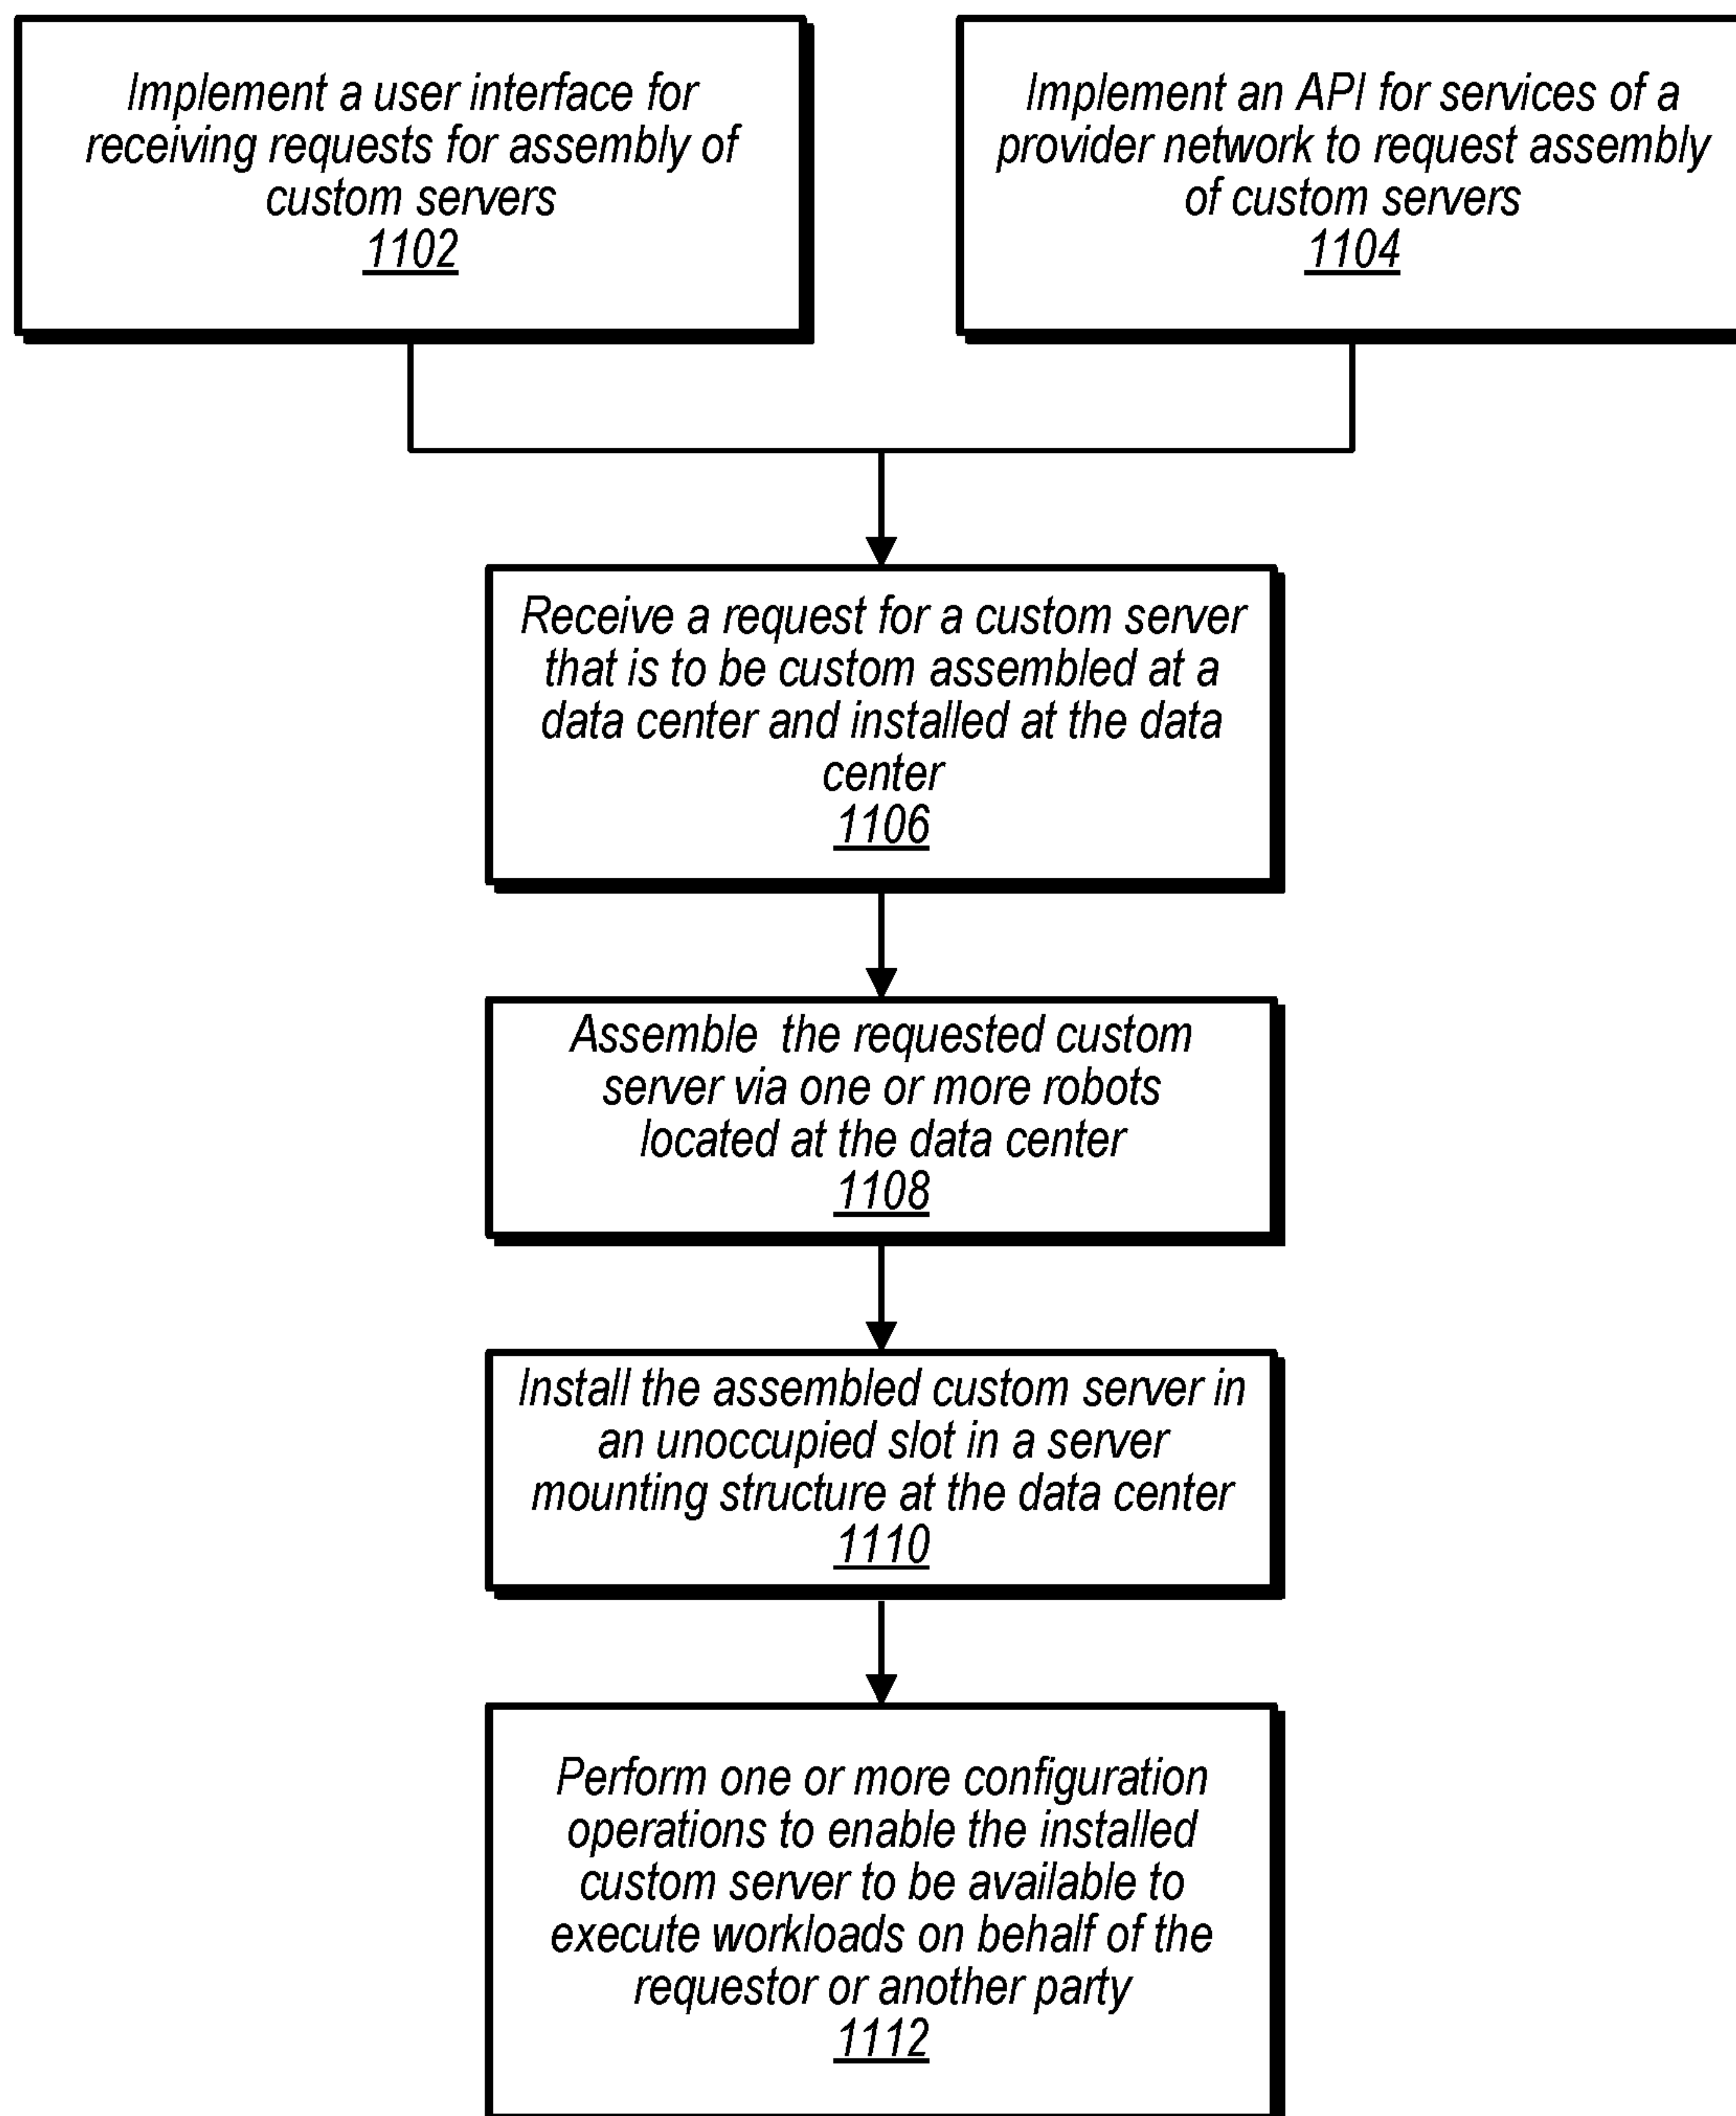 Implement a user interface for
receiving requests for assembly of
custom servers
1102
Implement an API for services of a
provider network to request assembly
of custom servers
1104
Receive a request for a custom server
that is to be custom assembled at a
data center and installed at the data
center
1106
Assemble the requested custom
server via one or more robots
located at the data center
1108
Install the assembled custom server in
an unoccupied slot in a server
mounting structure at the data center
1110
Perform one or more configuration
operations to enable the installed
custom server to be available to
execute workloads on behalf of the
requestor or another party
1112